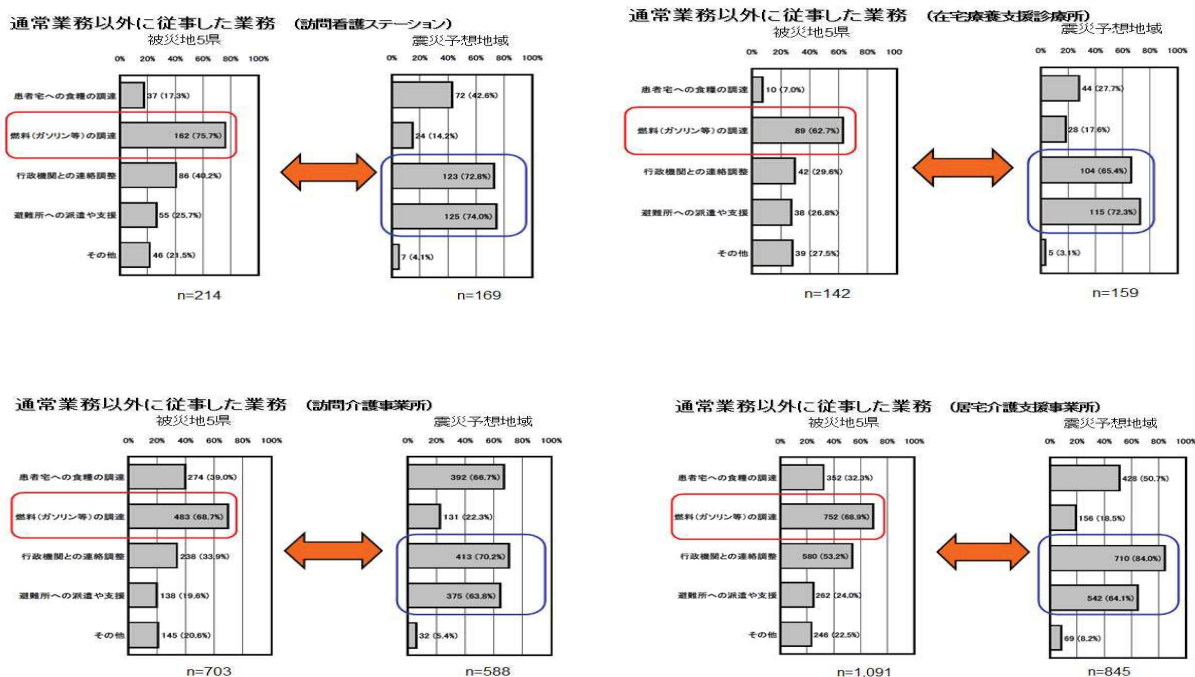 通常業務以外に従事した業務 (訪問看護ステーション)
被災地5県
震災予想地域
0% 20% 40% 60% 80% 100%
0% 20% 40% 60% 80% 100%
患者宅への食糧の調達
37 (17.3%)
72 (42.6%)
燃料(ガソリン等)の調達
162 (75.7%)
24 (14.2%)
行政機関との連絡調整
86 (40.2%)
123 (72.8%)
避難所への派遣や支援
55 (25.7%)
125 (74.0%)
その他
46 (21.5%)
7 (4.1%)
n=214
n=169
通常業務以外に従事した業務 (在宅療養支援診療所)
被災地5県
震災予想地域
0% 20% 40% 60% 80% 100%
0% 20% 40% 60% 80% 100%
患者宅への食糧の調達
10 (7.0%)
44 (27.7%)
燃料(ガソリン等)の調達
89 (62.7%)
28 (17.6%)
行政機関との連絡調整
42 (29.6%)
104 (65.4%)
避難所への派遣や支援
38 (26.8%)
115 (72.3%)
その他
39 (27.5%)
5 (3.1%)
n=142
n=159
通常業務以外に従事した業務 (訪問介護事業所)
被災地5県
震災予想地域
0% 20% 40% 60% 80% 100%
0% 20% 40% 60% 80% 100%
患者宅への食糧の調達
274 (39.0%)
392 (66.7%)
燃料(ガソリン等)の調達
483 (68.7%)
131 (22.3%)
行政機関との連絡調整
238 (33.9%)
413 (70.2%)
避難所への派遣や支援
138 (19.6%)
375 (63.8%)
その他
145 (20.6%)
32 (5.4%)
n=703
n=588
通常業務以外に従事した業務 (居宅介護支援事業所)
被災地5県
震災予想地域
0% 20% 40% 60% 80% 100%
0% 20% 40% 60% 80% 100%
患者宅への食糧の調達
352 (32.3%)
428 (50.7%)
燃料(ガソリン等)の調達
752 (68.9%)
156 (18.5%)
行政機関との連絡調整
580 (53.2%)
710 (84.0%)
避難所への派遣や支援
262 (24.0%)
542 (64.1%)
その他
246 (22.5%)
69 (8.2%)
n=1,091
n=845